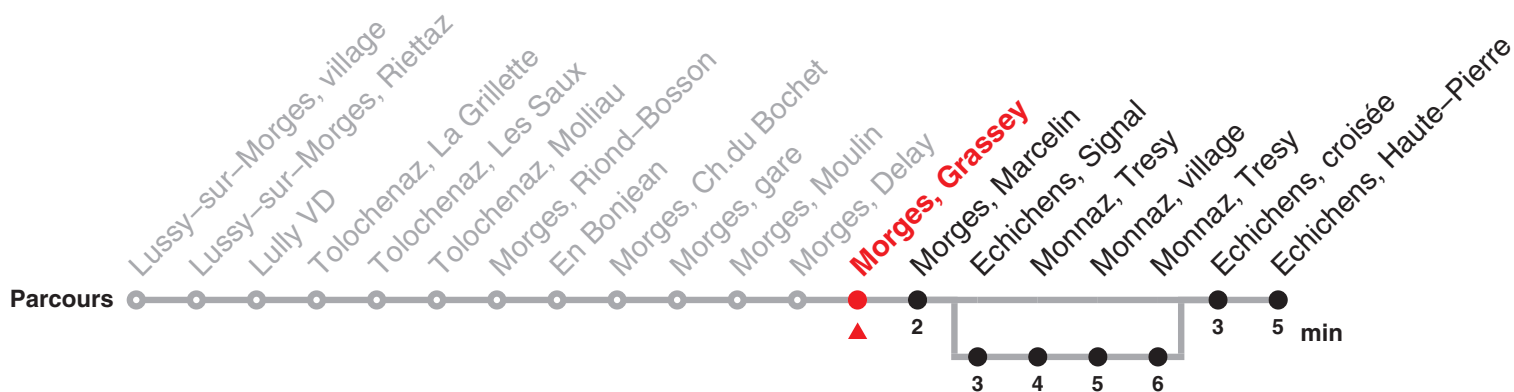 Lussy–sur–Morges, village
Lussy–sur–Morges, Riettaz
Lully VD
Tolochenaz, La Grillette
Tolochenaz, Les Saux
Tolochenaz, Molliau
Morges, Riond–Bosson
En Bonjean
Morges, Ch.du Bochet
Morges, gare
Morges, Moulin
Morges, Delay
Morges, Grassey
Morges, Marcelin
Echichens, Signal
Monnaz, Tresy
Monnaz, village
Monnaz, Tresy
Echichens, croisée
Echichens, Haute–Pierre
Parcours
2 3 5 min
3 4 5 6